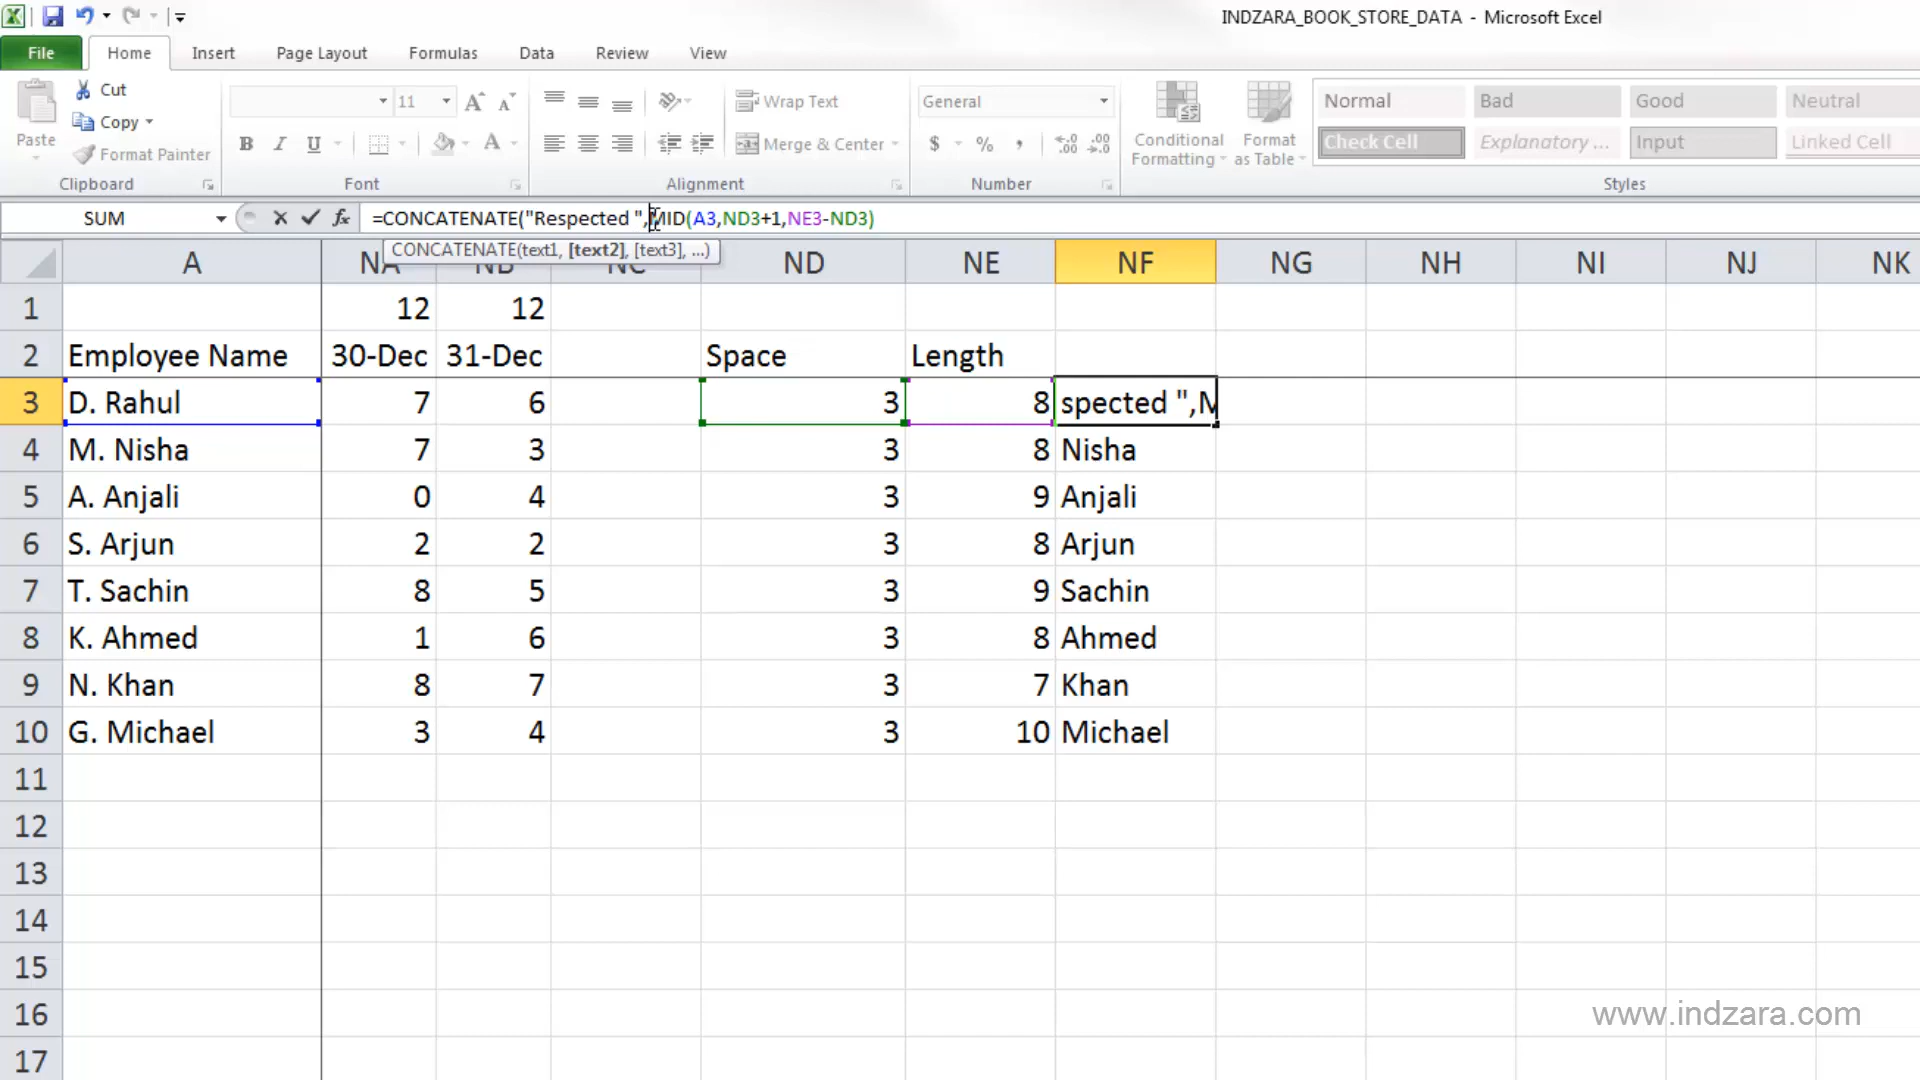 INDZARA_BOOK_STORE_DATA - Microsoft Excel
File Home Insert Page Layout Formulas Data Review View
Paste
Cut
Copy
Format Painter
Clipboard
11
B I U
Font
Wrap Text
Merge & Center
Alignment
General
$ % ,
Number
Conditional Formatting
Format as Table
Normal Bad Good Neutral
Check Cell Explanatory ... Input Linked Cell
Styles
SUM =CONCATENATE("Respected ",MID(A3,ND3+1,NE3-ND3)
CONCATENATE(text1, [text2], [text3], ...)
A NA NB NC ND NE NF NG NH NI NJ NK
1 12 12
2 Employee Name 30-Dec 31-Dec Space Length
3 D. Rahul 7 6 3 8 spected ",M
4 M. Nisha 7 3 3 8 Nisha
5 A. Anjali 0 4 3 9 Anjali
6 S. Arjun 2 2 3 8 Arjun
7 T. Sachin 8 5 3 9 Sachin
8 K. Ahmed 1 6 3 8 Ahmed
9 N. Khan 8 7 3 7 Khan
10 G. Michael 3 4 3 10 Michael
11
12
13
14
15
16
17
www.indzara.com